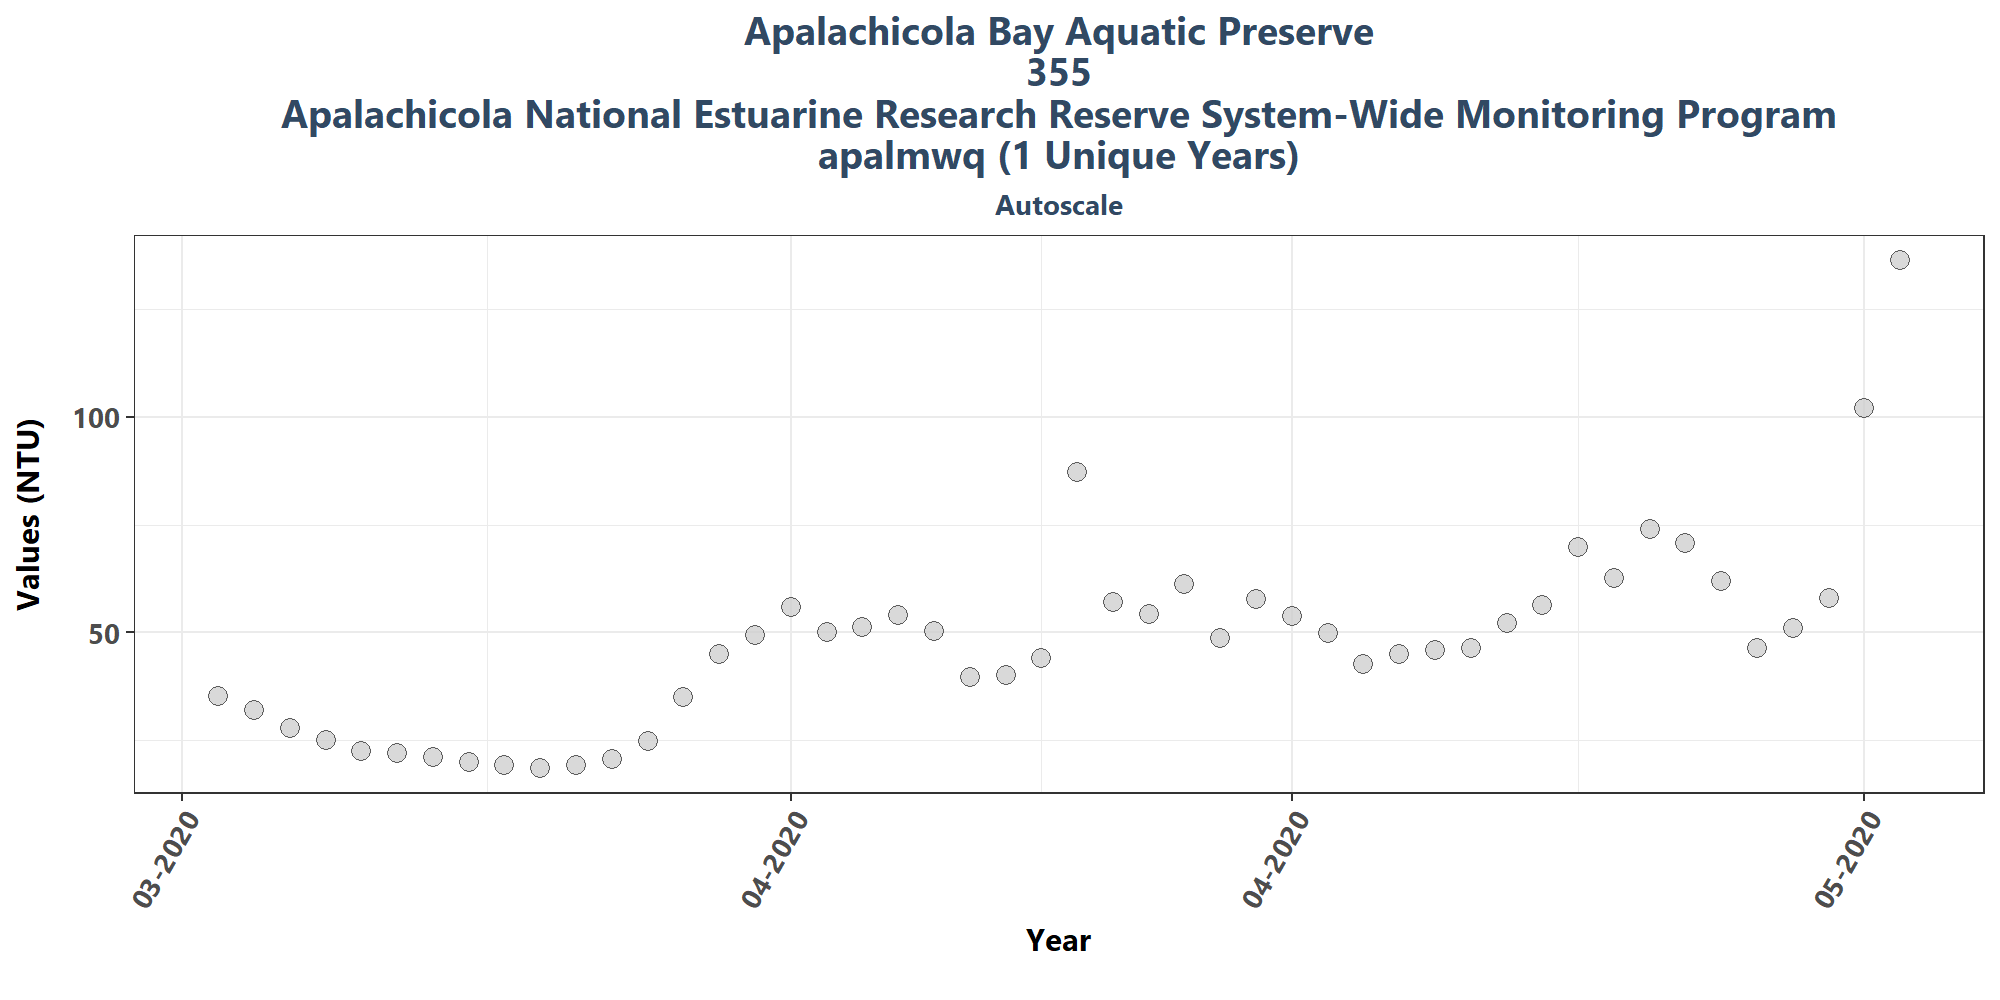 Apalachicola Bay Aquatic Preserve
355
Apalachicola National Estuarine Research Reserve System-Wide Monitoring Program
apalmwq (1 Unique Years)
Autoscale
Values (NTU)
100
50
03-2020
04-2020
04-2020
05-2020
Year